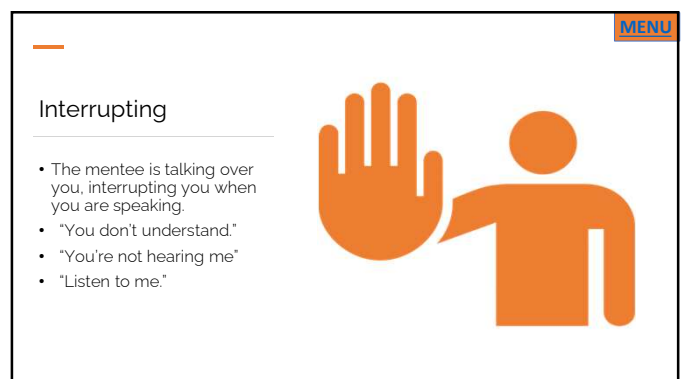 MENU
Interrupting
• The mentee is talking over
you, interrupting you when
you are speaking.
• “You don’t understand.”
• “You’re not hearing me”
• “Listen to me.”